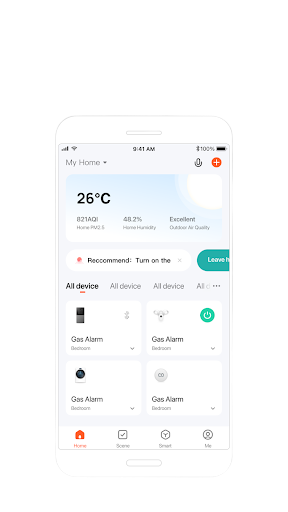 9:41 AM
100%
My Home
26°C
821AQI
48.2%
Excellent
Home PM2.5
Home Humidity
Outdoor Air Quality
Reccommend: Turn on the
Leave h
All device
All device
All device
All
Gas Alarm
Bedroom
Gas Alarm
Bedroom
Gas Alarm
Bedroom
CO
Gas Alarm
Bedroom
Home
Scene
Smart
Me